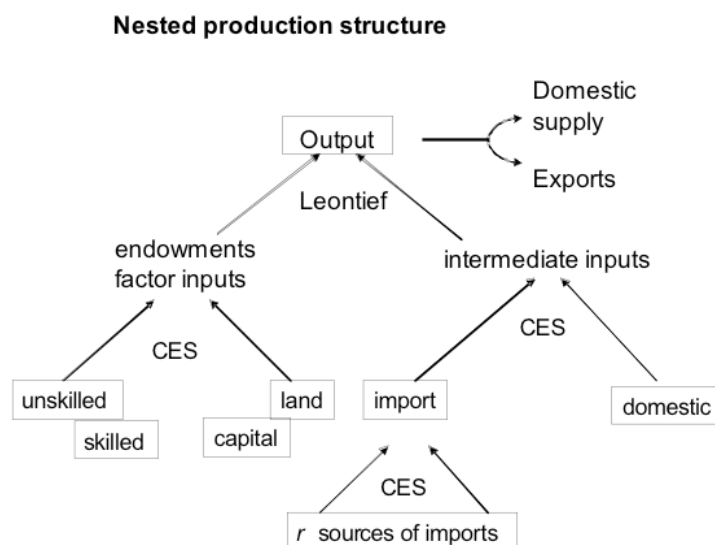 Nested production structure
Domestic
supply
Output
Exports
Leontief
endowments
factor inputs
intermediate inputs
CES
CES
unskilled
land
import
domestic
skilled
capital
CES
r sources of imports